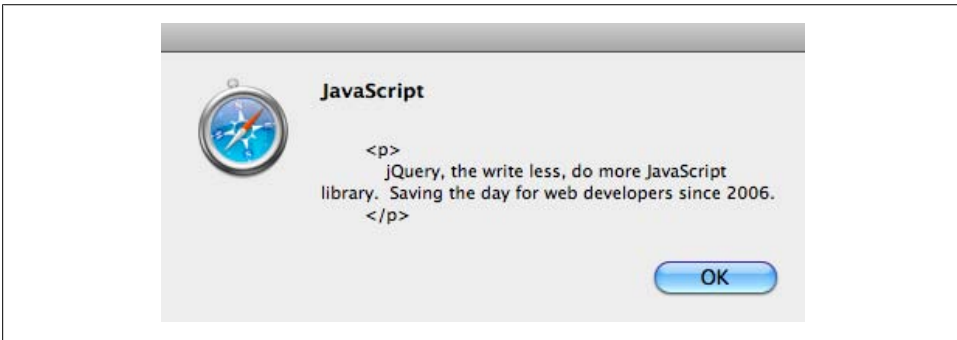 JavaScript
<p>
jQuery, the write less, do more JavaScript
library.  Saving the day for web developers since 2006.
</p>
OK